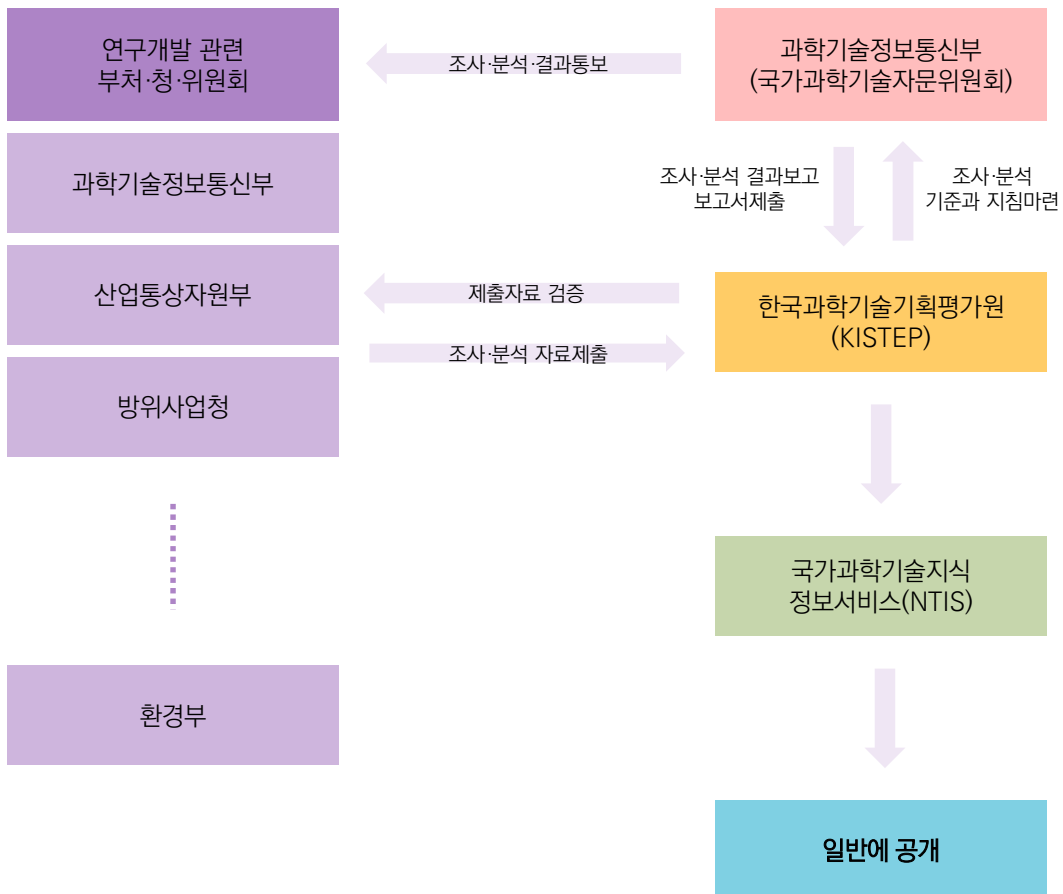 연구개발 관련
부처·청·위원회
조사·분석·결과통보
과학기술정보통신부
(국가과학기술자문위원회)
과학기술정보통신부
조사·분석 결과보고
보고서제출
조사·분석
기준과 지침마련
산업통상자원부
제출자료 검증
한국과학기술기획평가원
(KISTEP)
조사·분석 자료제출
방위사업청
국가과학기술지식
정보서비스(NTIS)
환경부
일반에 공개